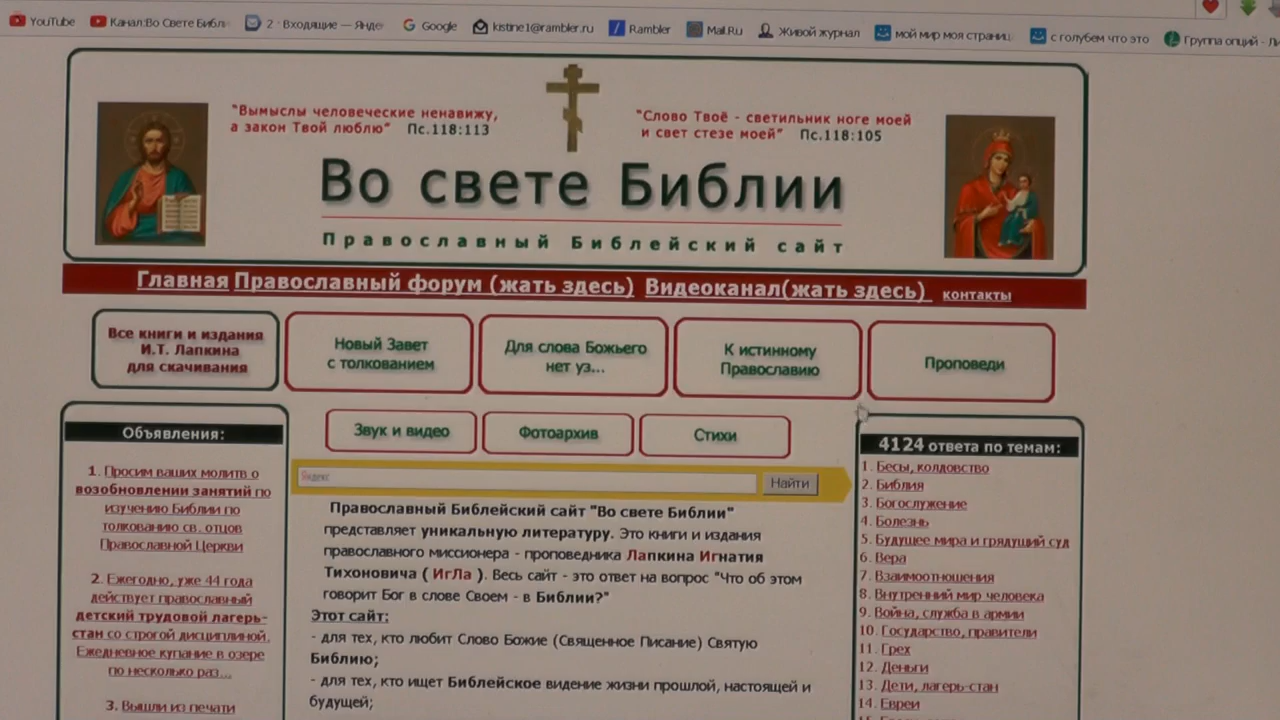 YouTube Канал:Во Свете Библ 2 · Входящие — Янде Google kistine1@rambler.ru Rambler Mail.Ru Живой журнал мой мир моя страниц с голубем что это Группа опций - Ли
"Вымыслы человеческие ненавижу,
а закон Твой люблю" Пс.118:113
"Слово Твоё - светильник ноге моей
и свет стезе моей" Пс.118:105
Во свете Библии
Православный Библейский сайт
Главная Православный форум (жать здесь) Видеоканал(жать здесь) контакты
Все книги и издания
И.Т. Лапкина
для скачивания
Новый Завет
с толкованием
Для слова Божьего
нет уз...
К истинному
Православию
Проповеди
Звук и видео
Фотоархив
Стихи
Объявления:
1. Просим ваших молитв о
возобновлении занятий по
изучению Библии по
толкованию св. отцов
Православной Церкви
2. Ежегодно, уже 44 года
действует православный
детский трудовой лагерь-
стан со строгой дисциплиной.
Ежедневное купание в озере
по несколько раз...
3. Вышли из печати
Яндекс
Найти
Православный Библейский сайт "Во свете Библии"
представляет уникальную литературу. Это книги и издания
православного миссионера - проповедника Лапкина Игнатия
Тихоновича ( ИгЛа ). Весь сайт - это ответ на вопрос "Что об этом
говорит Бог в слове Своем - в Библии?"
Этот сайт:
- для тех, кто любит Слово Божие (Священное Писание) Святую
Библию;
- для тех, кто ищет Библейское видение жизни прошлой, настоящей и
будущей;
4124 ответа по темам:
1. Бесы, колдовство
2. Библия
3. Богослужение
4. Болезнь
5. Будущее мира и грядущий суд
6. Вера
7. Взаимоотношения
8. Внутренний мир человека
9. Война, служба в армии
10. Государство, правители
11. Грех
12. Деньги
13. Дети, лагерь-стан
14. Евреи